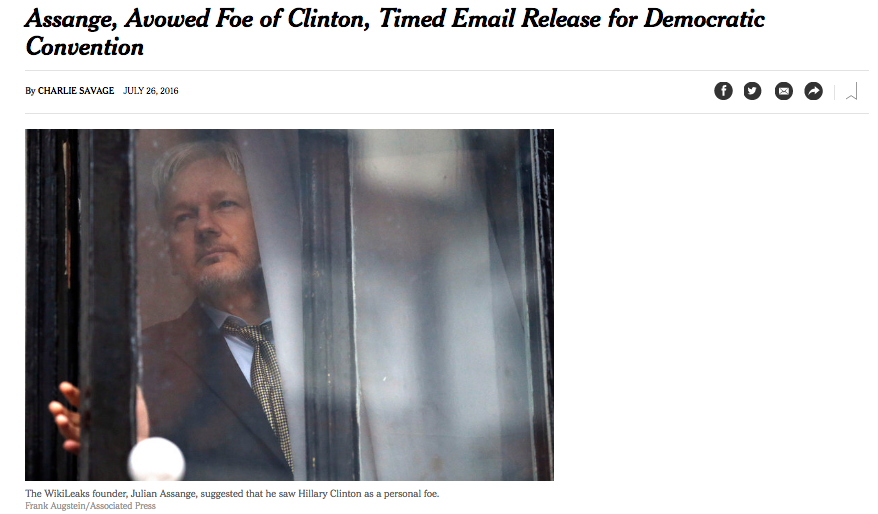 Assange, Avowed Foe of Clinton, Timed Email Release for Democratic
Convention
By CHARLIE SAVAGE JULY 26, 2016
The WikiLeaks founder, Julian Assange, suggested that he saw Hillary Clinton as a personal foe.
Frank Augstein/Associated Press